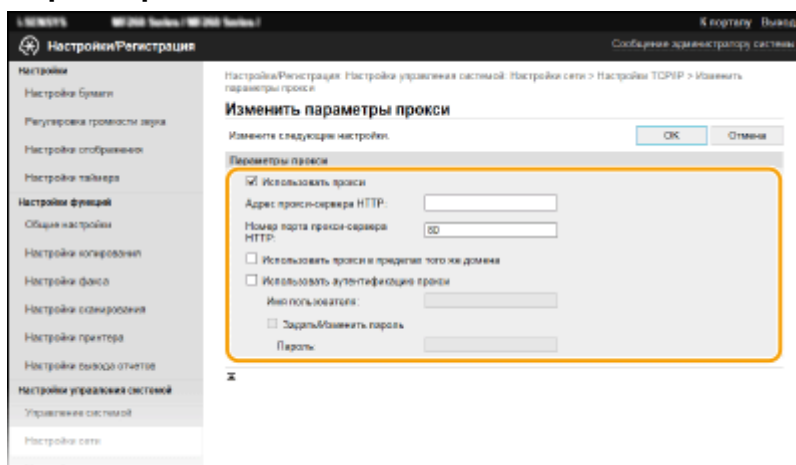 К порталу Выход
Настройки/Регистрация
Сообщение администратору системы
Настройки
Настройки бумаги
Регулировка громкости звука
Настройки отображения
Настройки таймера
Настройки функций
Общие настройки
Настройки копирования
Настройки факса
Настройки сканирования
Настройки принтера
Настройки вывода отчетов
Настройки управления системой
Управление системой
Настройки сети
Настройки/Регистрация: Настройки управления системой: Настройки сети > Настройки TCP/IP > Изменить
параметры прокси
Изменить параметры прокси
Измените следующие настройки.
OK
Отмена
Параметры прокси
Использовать прокси
Адрес прокси-сервера HTTP:
Номер порта прокси-сервера
HTTP:
80
Использовать прокси в пределах того же домена
Использовать аутентификацию прокси
Имя пользователя:
Задать/Изменить пароль
Пароль: